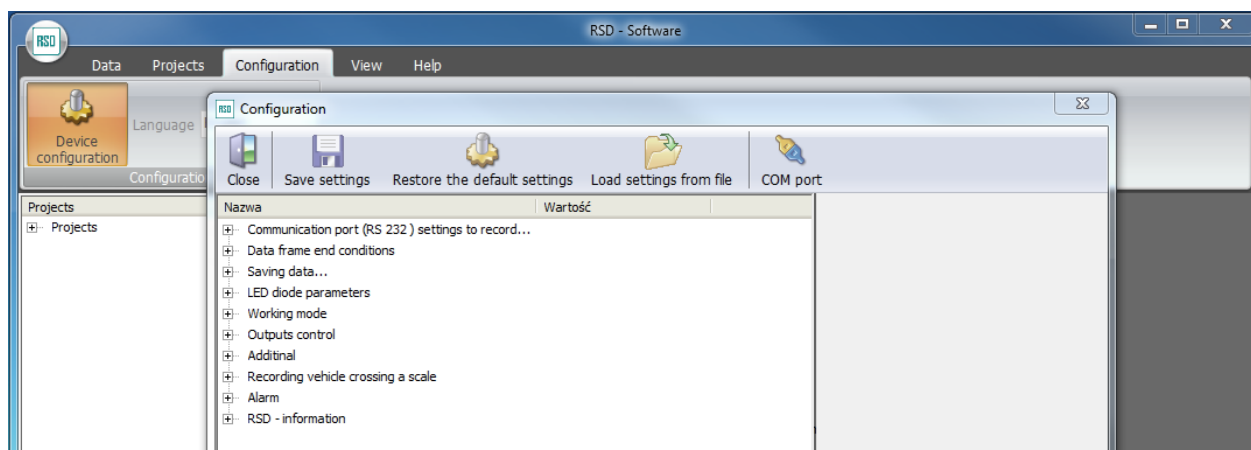 RSD - Software
RSD
Data Projects Configuration View Help
Device configuration
Language
Configuration
Close Save settings Restore the default settings Load settings from file COM port
Projects
Projects
Nazwa Wartość
Communication port (RS 232 ) settings to record...
Data frame end conditions
Saving data...
LED diode parameters
Working mode
Outputs control
Additinal
Recording vehicle crossing a scale
Alarm
RSD - information